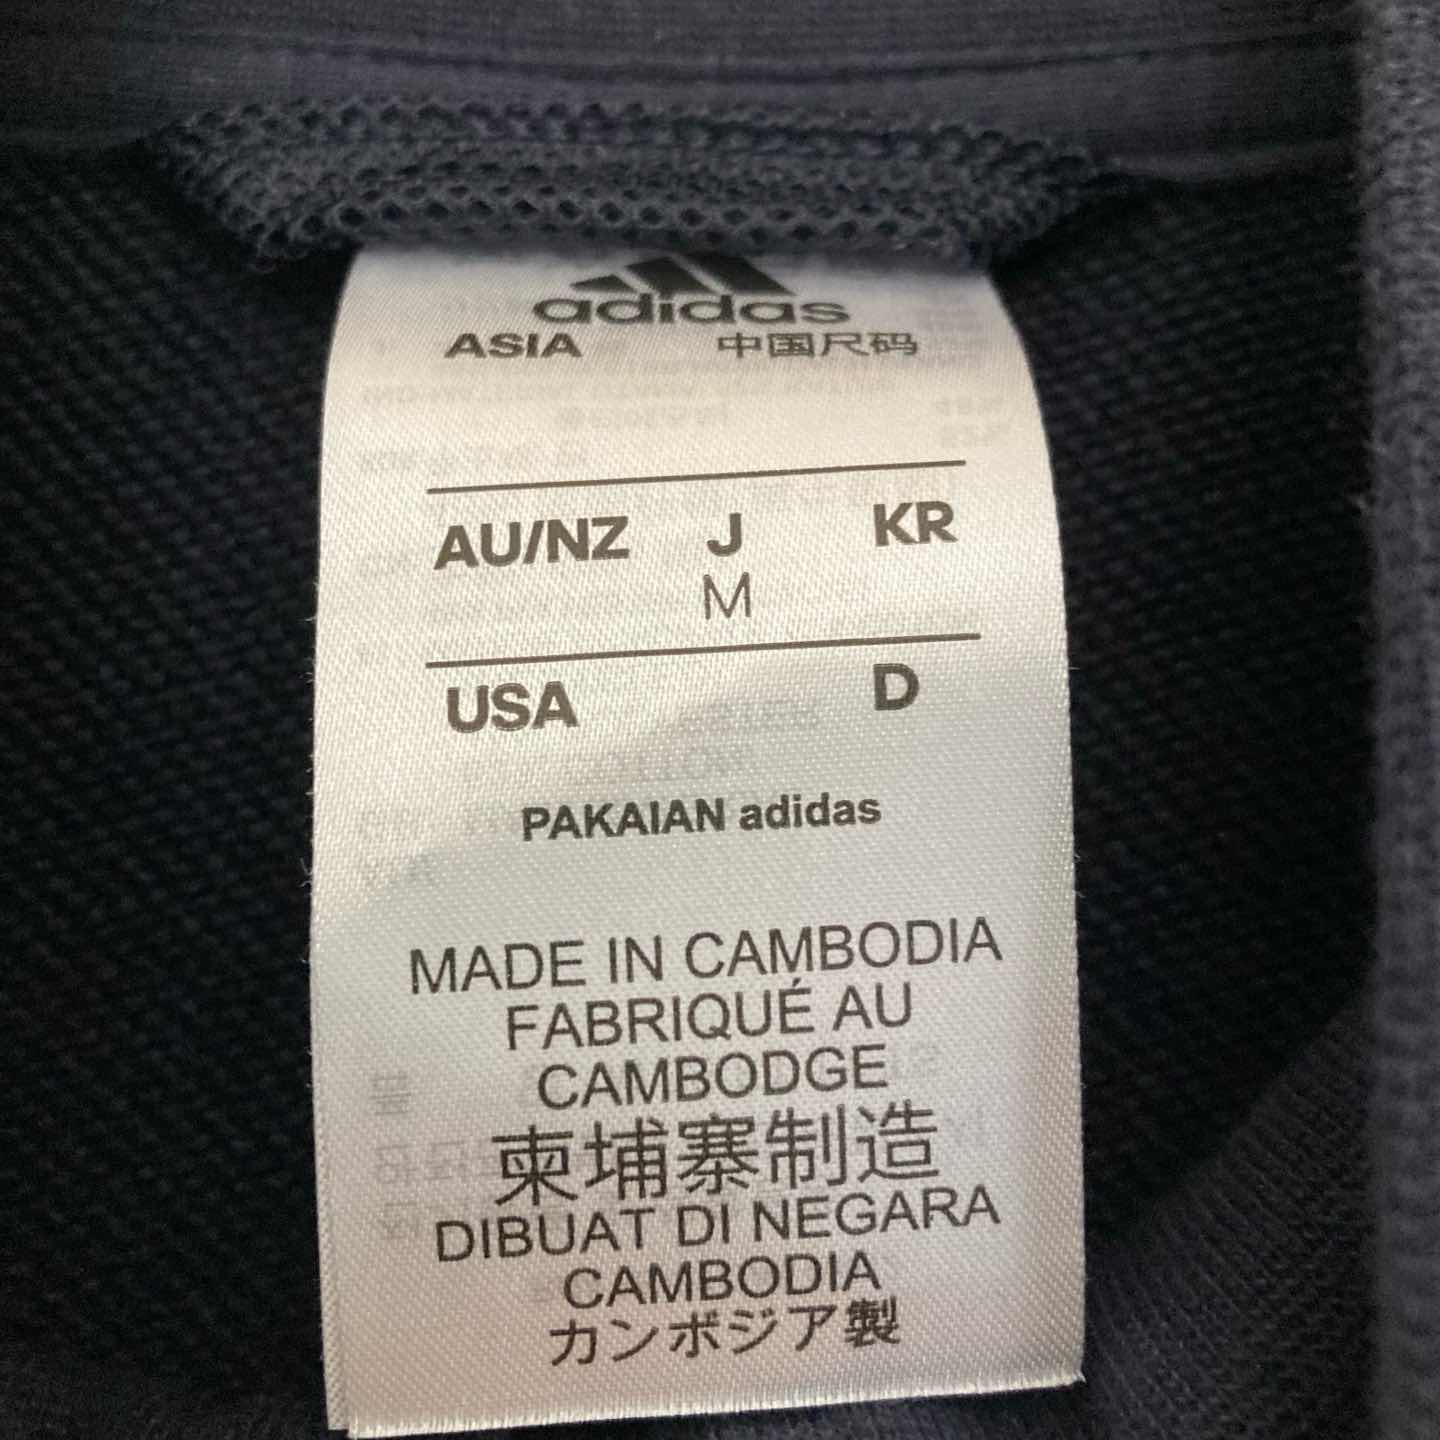 adidas
ASIA 中国尺码
AU/NZ J KR
M
USA D
PAKAIAN adidas
MADE IN CAMBODIA
FABRIQUÉ AU
CAMBODGE
柬埔寨制造
DIBUAT DI NEGARA
CAMBODIA
カンボジア製